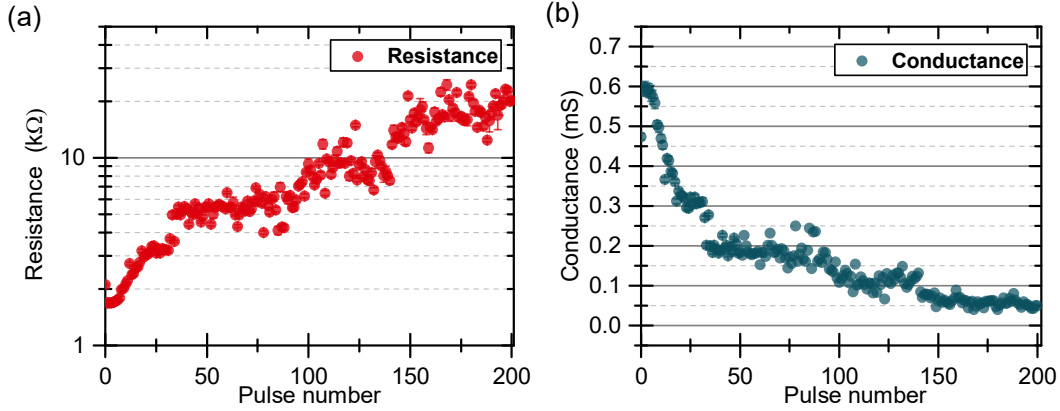 (a)
Resistance
Resistance (kΩ)
10
1
0 50 100 150 200
Pulse number
(b)
Conductance
Conductance (mS)
0.7
0.6
0.5
0.4
0.3
0.2
0.1
0.0
0 50 100 150 200
Pulse number